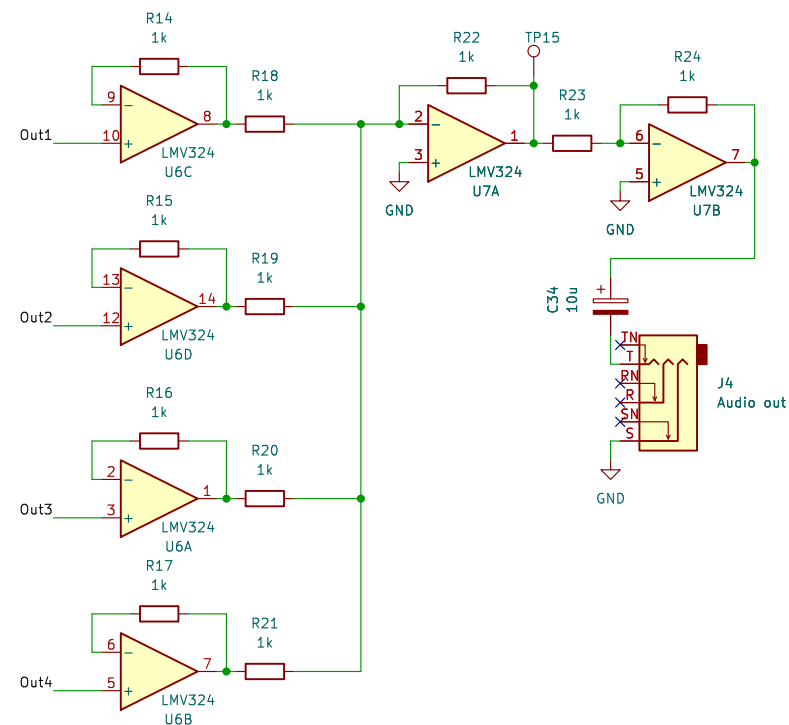 R14
1k
9
8
10
Out1
LMV324
U6C
R18
1k
R22
1k
TP15
2
1
3
LMV324
U7A
GND
R23
1k
R24
1k
6
7
5
LMV324
U7B
GND
R15
1k
13
14
12
Out2
LMV324
U6D
R19
1k
C34
10u
+
TN
T
RN
R
SN
S
J4
Audio out
GND
R16
1k
2
1
3
Out3
LMV324
U6A
R20
1k
R17
1k
6
7
5
Out4
LMV324
U6B
R21
1k